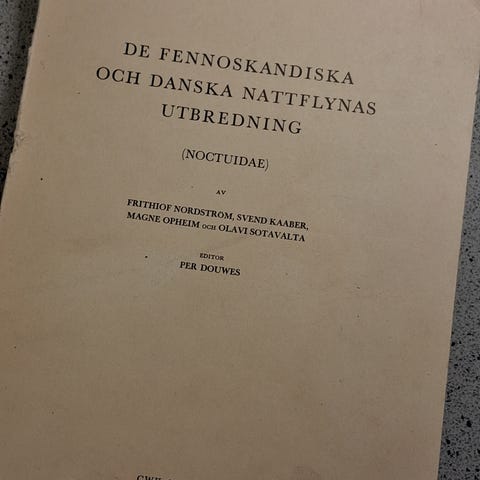 DE FENNOSKANDISKA
OCH DANSKA NATTFLYNAS
UTBREDNING
(NOCTUIDAE)
AV
FRITHIOF NORDSTRÖM, SVEND KAABER,
MAGNE OPHEIM OCH OLAVI SOTAVALTA
EDITOR
PER DOUWES